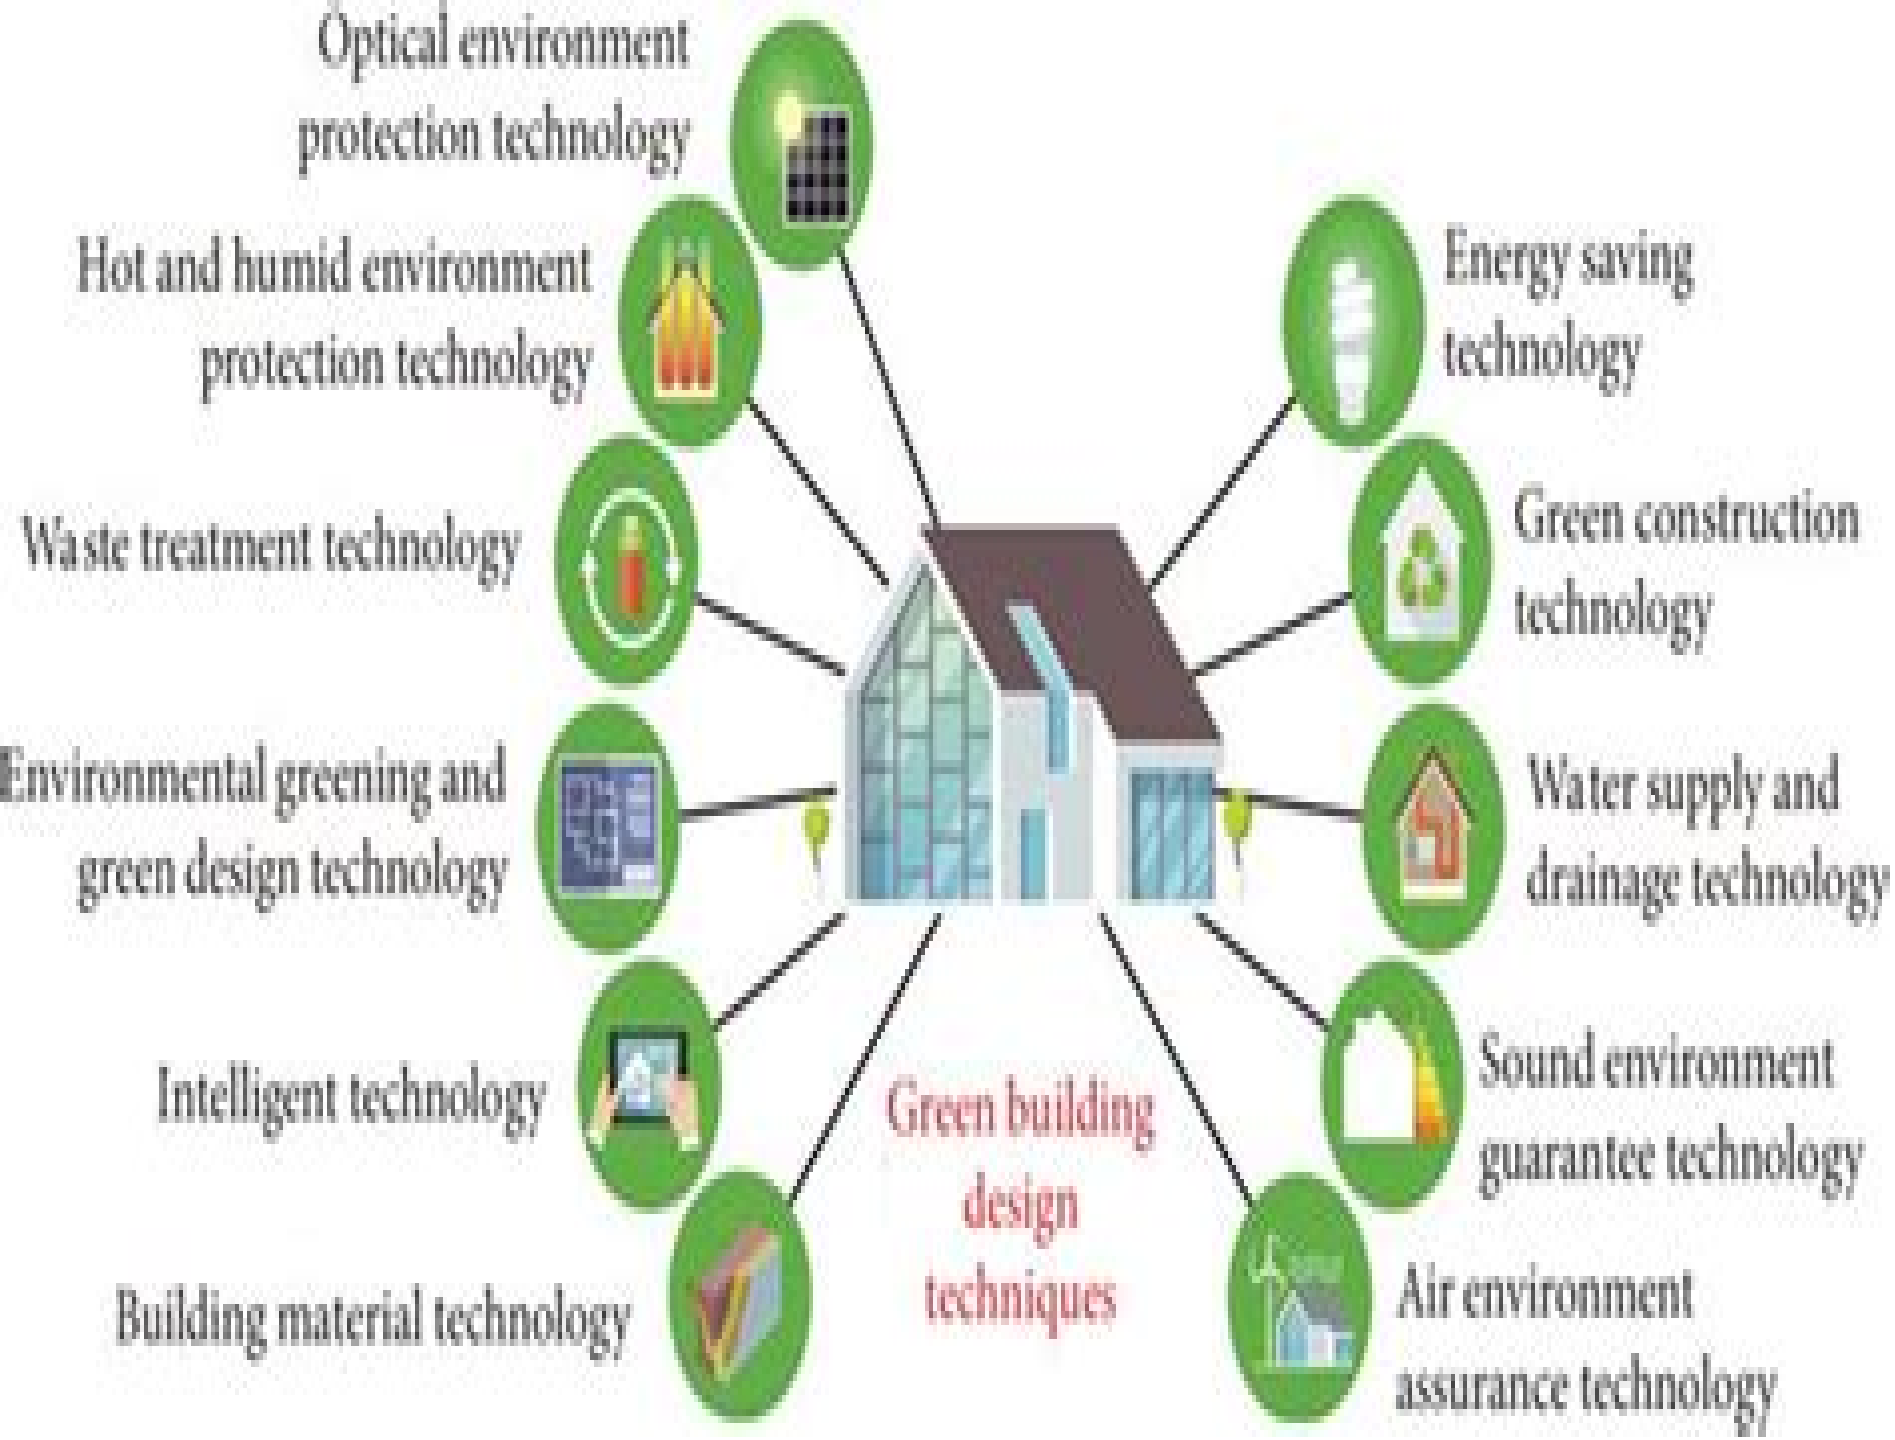 Optical environment
protection technology
Hot and humid environment
protection technology
Waste treatment technology
Environmental greening and
green design technology
Intelligent technology
Building material technology
Green building
design
techniques
Energy saving
technology
Green construction
technology
Water supply and
drainage technology
Sound environment
guarantee technology
Air environment
assurance technology